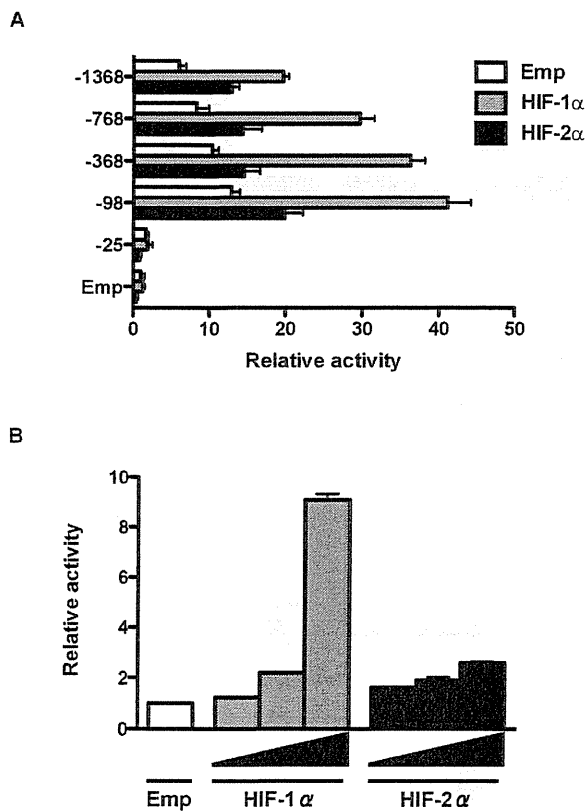 A
-1368
-768
-368
-98
-25
Emp
0 10 20 30 40 50
Relative activity
Emp
HIF-1α
HIF-2α
B
10
8
6
4
2
0
Relative activity
Emp HIF-1α HIF-2α